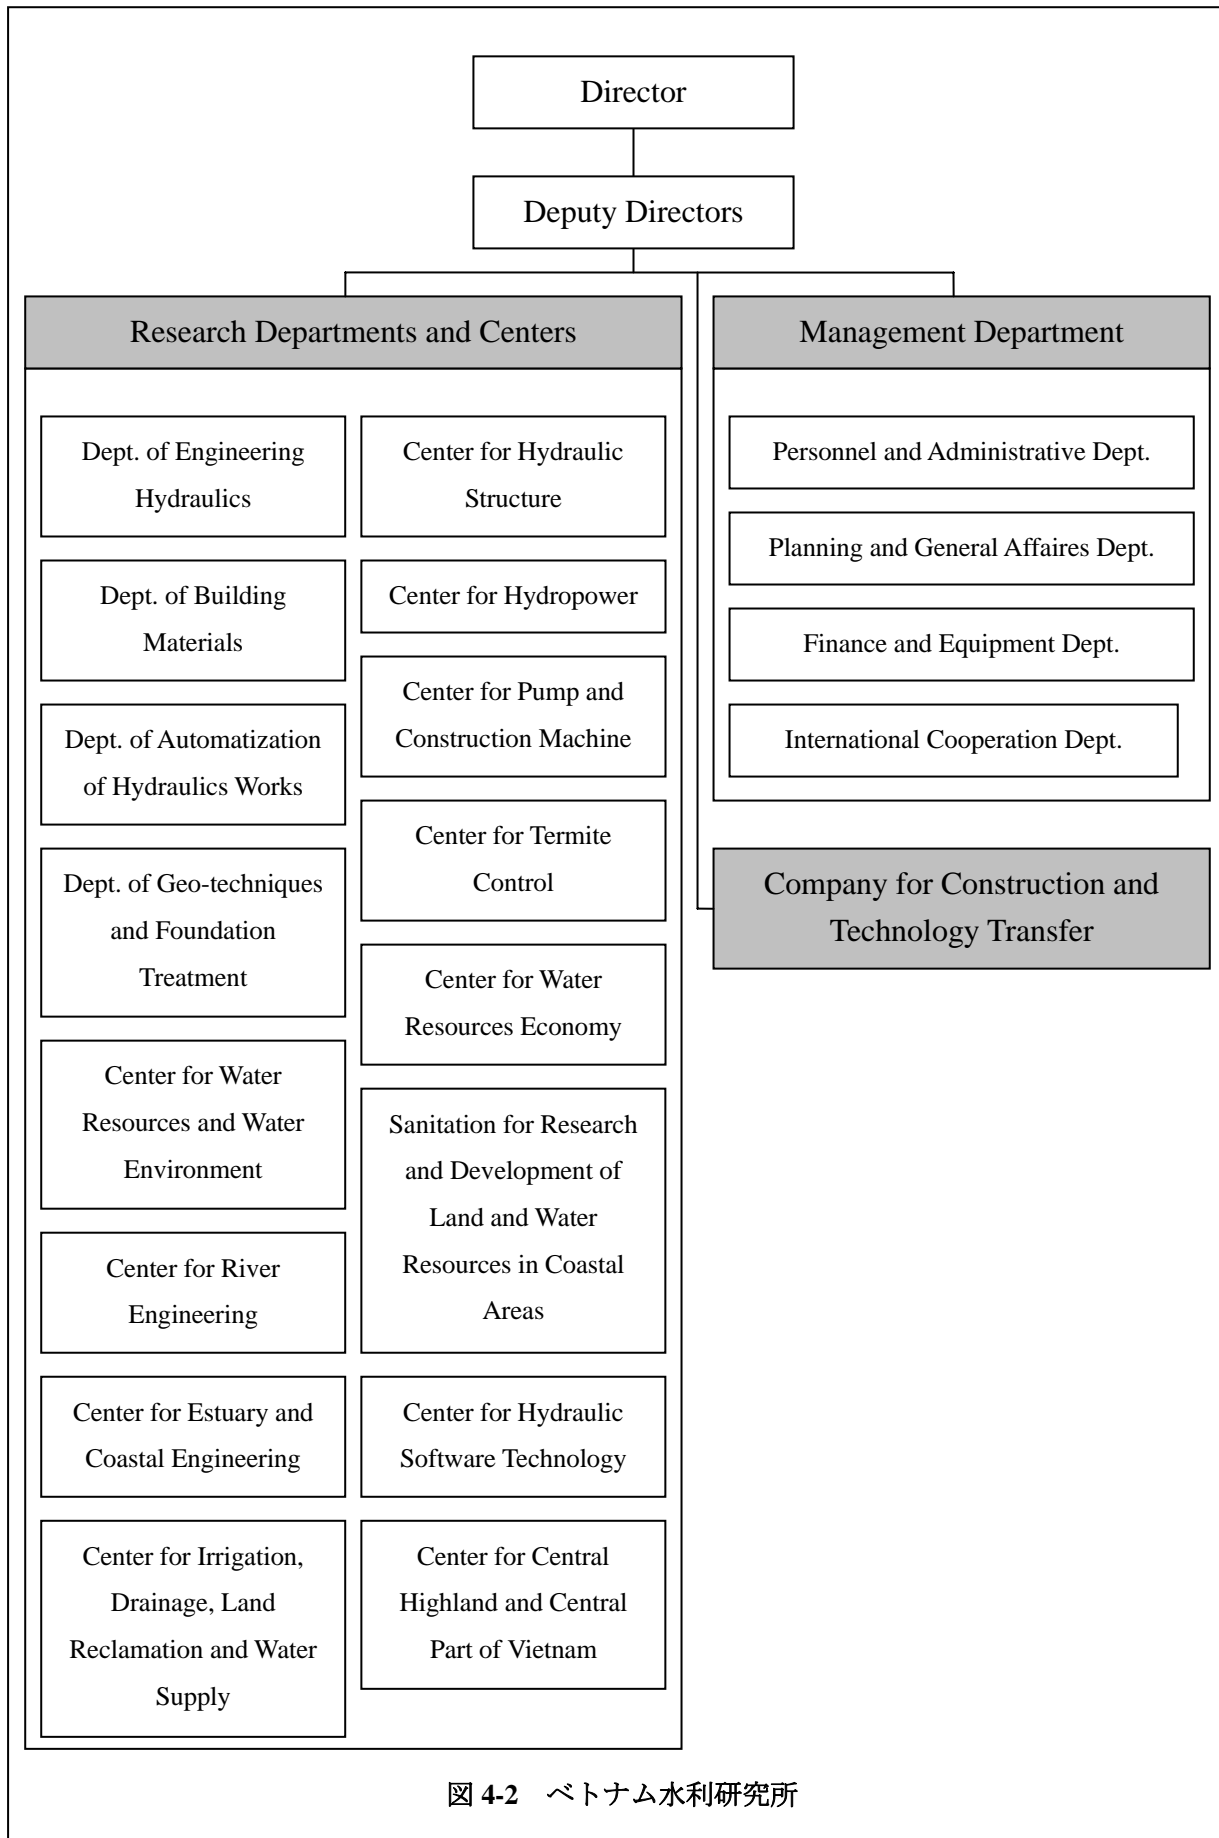 Director
Deputy Directors
Research Departments and Centers
Dept. of Engineering
Hydraulics
Dept. of Building
Materials
Dept. of Automatization
of Hydraulics Works
Dept. of Geo-techniques
and Foundation
Treatment
Center for Water
Resources and Water
Environment
Center for River
Engineering
Center for Estuary and
Coastal Engineering
Center for Irrigation,
Drainage, Land
Reclamation and Water
Supply
Center for Hydraulic
Structure
Center for Hydropower
Center for Pump and
Construction Machine
Center for Termite
Control
Center for Water
Resources Economy
Sanitation for Research
and Development of
Land and Water
Resources in Coastal
Areas
Center for Hydraulic
Software Technology
Center for Central
Highland and Central
Part of Vietnam
Management Department
Personnel and Administrative Dept.
Planning and General Affaires Dept.
Finance and Equipment Dept.
International Cooperation Dept.
Company for Construction and
Technology Transfer
図 4-2　ベトナム水利研究所